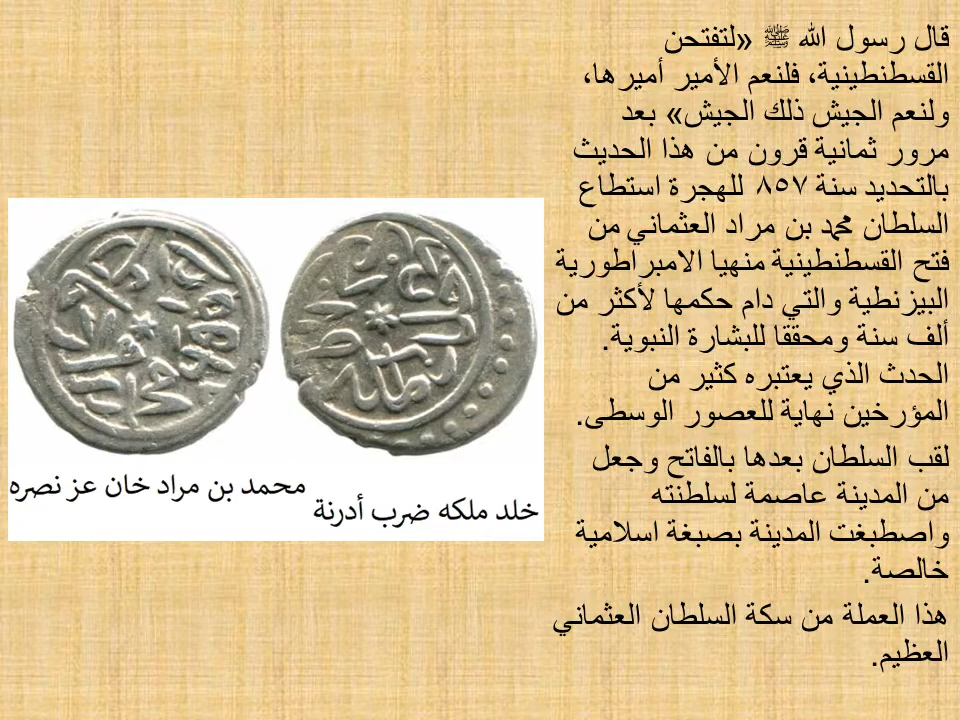 قال رسول الله ﷺ «لتفتحن
القسطنطينية، فلنعم الأمير أميرها،
ولنعم الجيش ذلك الجيش» بعد
مرور ثمانية قرون من هذا الحديث
بالتحديد سنة ٨٥٧ للهجرة استطاع
السلطان محمد بن مراد العثماني من
فتح القسطنطينية منهيا الامبراطورية
البيزنطية والتي دام حكمها لأكثر من
ألف سنة ومحققا للبشارة النبوية.
الحدث الذي يعتبره كثير من
المؤرخين نهاية للعصور الوسطى.
لقب السلطان بعدها بالفاتح وجعل
من المدينة عاصمة لسلطنته
واصطبغت المدينة بصبغة اسلامية
خالصة.
هذا العملة من سكة السلطان العثماني
العظيم.
محمد بن مراد خان عز نصره
خلد ملكه ضرب أدرنة